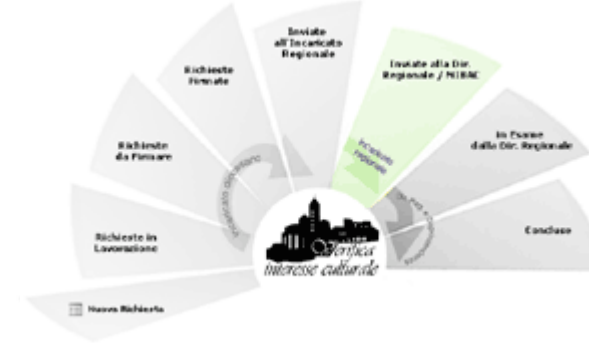 Nuova Richiesta
Richieste in
Lavorazione
Richieste
da Firmare
Richieste
Firmate
Inviate
all'Incaricato
Regionale
Inviate alla Dir.
Regionale / MIBAC
In Esame
dalla Dir. Regionale
Concluse
Incaricato
regionale
Verifica
interesse culturale